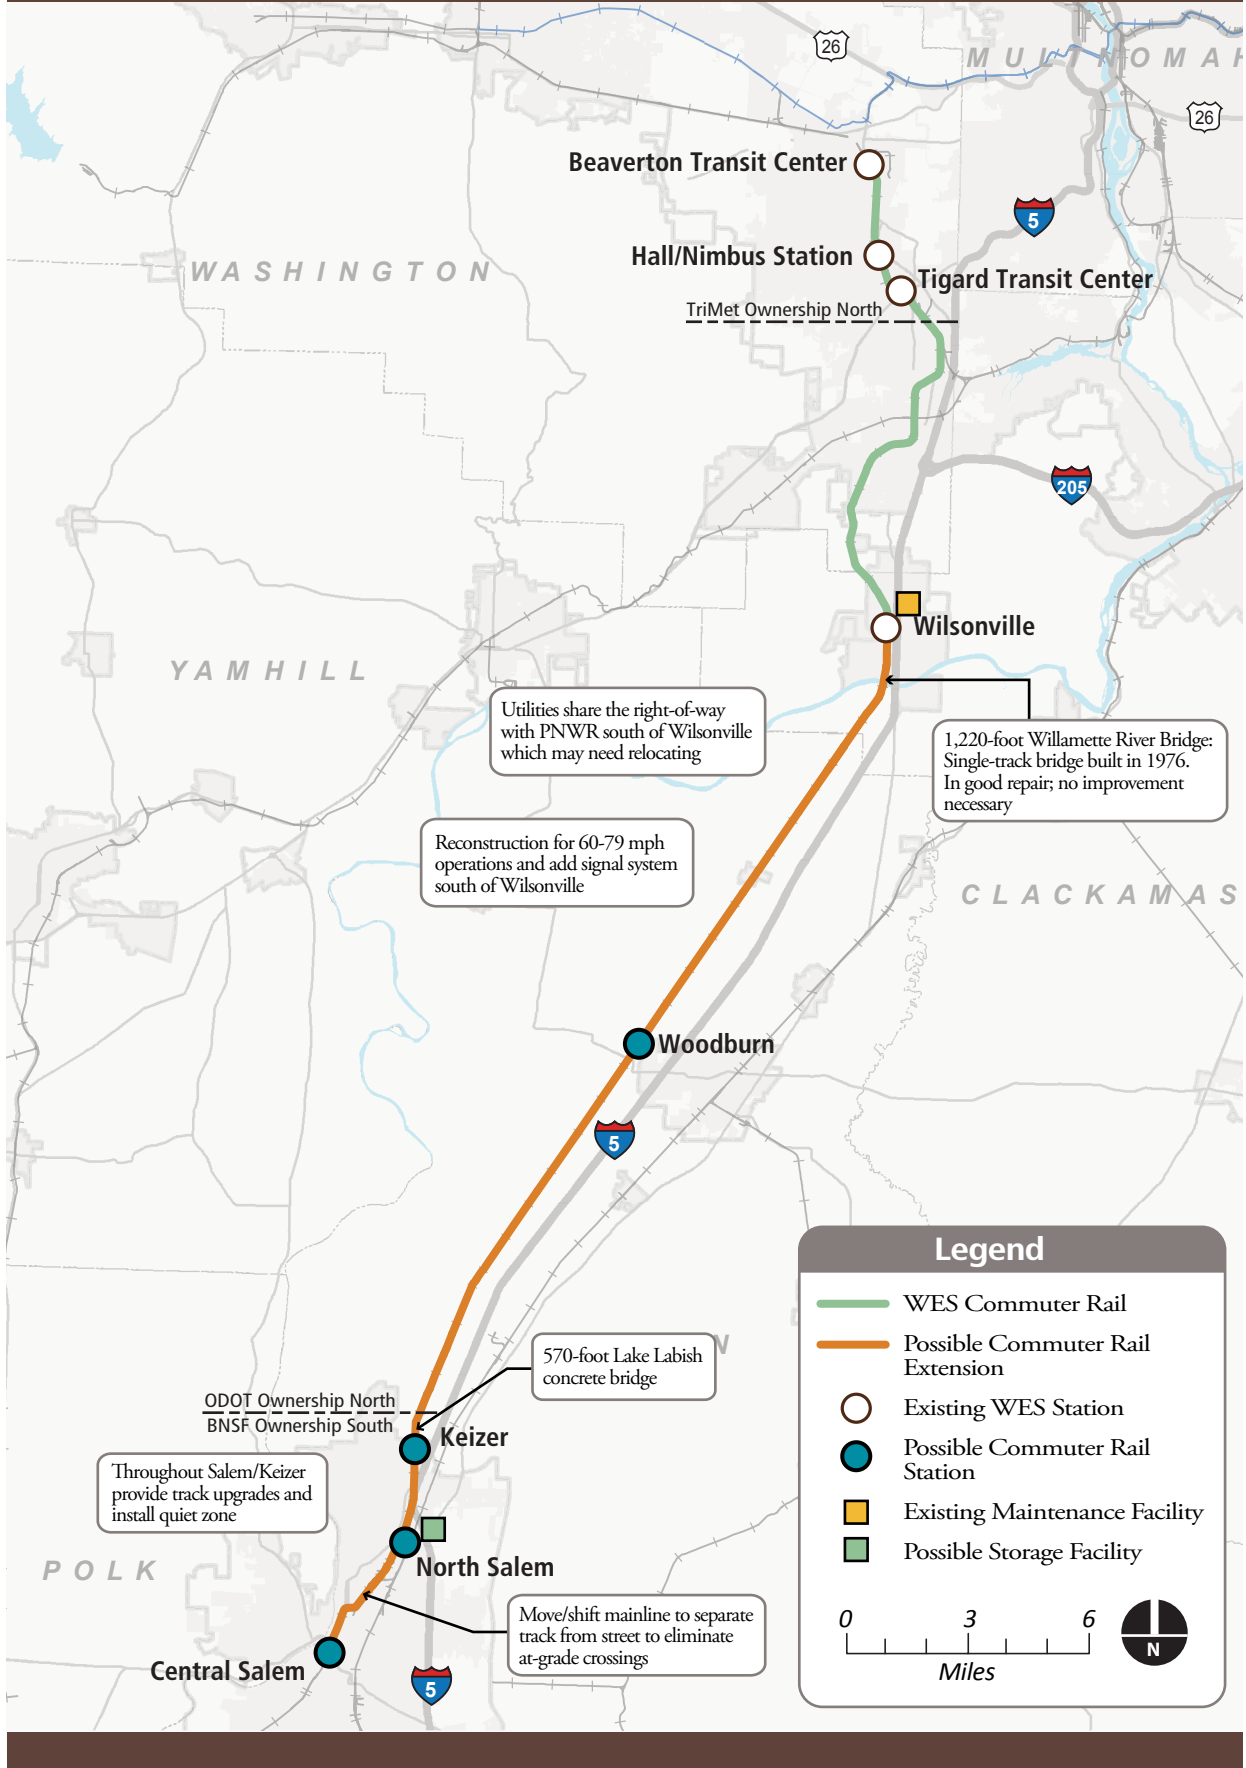 26
MULTNOMAH
26
Beaverton Transit Center
5
Hall/Nimbus Station
WASHINGTON
Tigard Transit Center
TriMet Ownership North
205
Wilsonville
YAMHILL
Utilities share the right-of-way
with PNWR south of Wilsonville
which may need relocating
1,220-foot Willamette River Bridge:
Single-track bridge built in 1976.
In good repair; no improvement
necessary
Reconstruction for 60-79 mph
operations and add signal system
south of Wilsonville
CLACKAMAS
Woodburn
5
Legend
WES Commuter Rail
Possible Commuter Rail
Extension
Existing WES Station
Possible Commuter Rail
Station
Existing Maintenance Facility
Possible Storage Facility
0 3 6
Miles
N
N
570-foot Lake Labish
concrete bridge
ODOT Ownership North
BNSF Ownership South
Keizer
Throughout Salem/Keizer
provide track upgrades and
install quiet zone
POLK
North Salem
Move/shift mainline to separate
track from street to eliminate
at-grade crossings
Central Salem
5